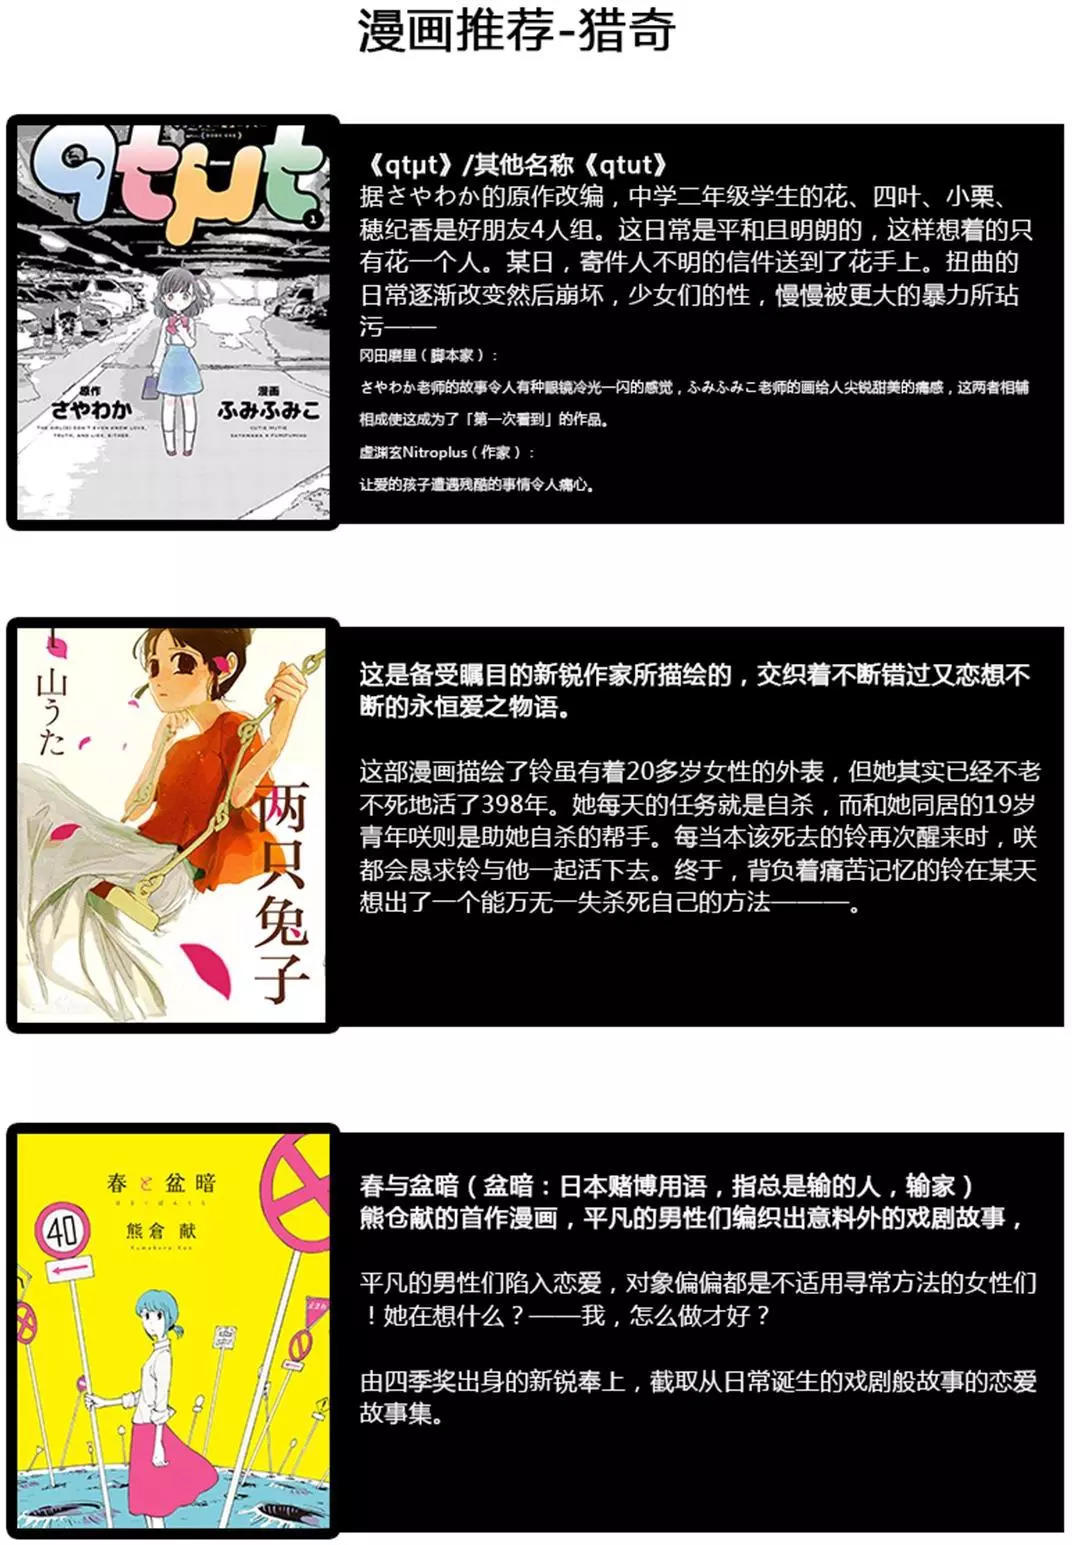 漫画推荐-猎奇
qtμt
1
原作
さやわか
漫画
ふみふみこ
THE GIRL(S) DON'T EVEN KNOW LOVE,
TRUTH, AND LIES, EITHER.
CUTIE MUTIE
SAYAWAKA × FUMIFUMIKO
《qtμt》/其他名称《qtut》
据さやわか的原作改编，中学二年级学生的花、四叶、小栗、
穂纪香是好朋友4人组。这日常是平和且明朗的，这样想着的只
有花一个人。某日，寄件人不明的信件送到了花手上。扭曲的
日常逐渐改变然后崩坏，少女们的性，慢慢被更大的暴力所玷
污——
冈田磨里（脚本家）：
さやわか老师的故事令人有种眼镜冷光一闪的感觉，ふみふみこ老师的画给人尖锐甜美的痛感，这两者相辅
相成使这成为了「第一次看到」的作品。
虚渊玄Nitroplus（作家）：
让爱的孩子遭遇残酷的事情令人痛心。
山うた
两只兔子
这是备受瞩目的新锐作家所描绘的，交织着不断错过又恋想不
断的永恒爱之物语。
这部漫画描绘了铃虽有着20多岁女性的外表，但她其实已经不老
不死地活了398年。她每天的任务就是自杀，而和她同居的19岁
青年咲则是助她自杀的帮手。每当本该死去的铃再次醒来时，咲
都会恳求铃与他一起活下去。终于，背负着痛苦记忆的铃在某天
想出了一个能万无一失杀死自己的方法———。
春と盆暗
熊倉 献
Kumakura Kon
40
春与盆暗（盆暗：日本赌博用语，指总是输的人，输家）
熊仓献的首作漫画，平凡的男性们编织出意料外的戏剧故事，
平凡的男性们陷入恋爱，对象偏偏都是不适用寻常方法的女性们
！她在想什么？——我，怎么做才好？
由四季奖出身的新锐奉上，截取从日常诞生的戏剧般故事的恋爱
故事集。